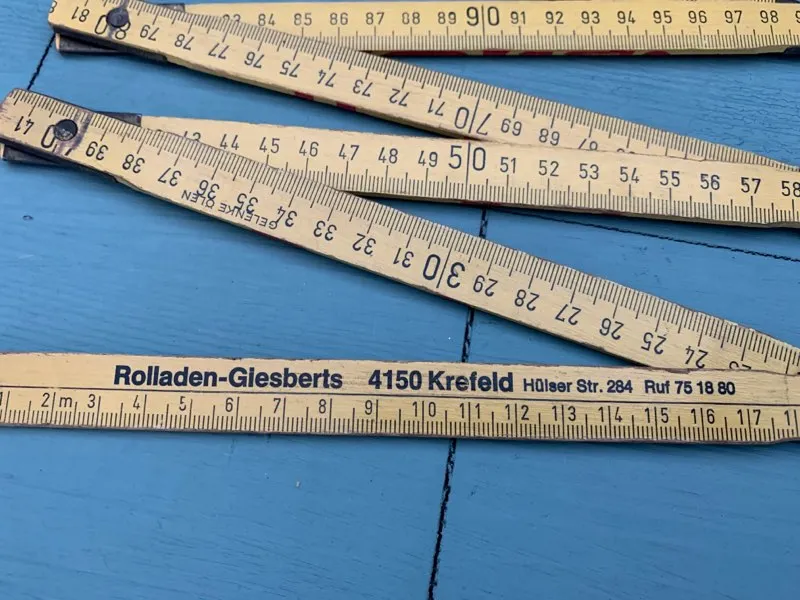 81 80 79 78 77 76 75 74 73 72 71 70 69 68 67
83 84 85 86 87 88 89 90 91 92 93 94 95 96 97 98
41 40 39 38 37 36 35 34 33 32 31 30 29 28 27 26 25 24 23
GELENKE ÖLEN
43 44 45 46 47 48 49 50 51 52 53 54 55 56 57 58
Rolladen-Giesberts 4150 Krefeld Hülser Str. 284 Ruf 75 18 80
1 2 m 3 4 5 6 7 8 9 10 11 12 13 14 15 16 17